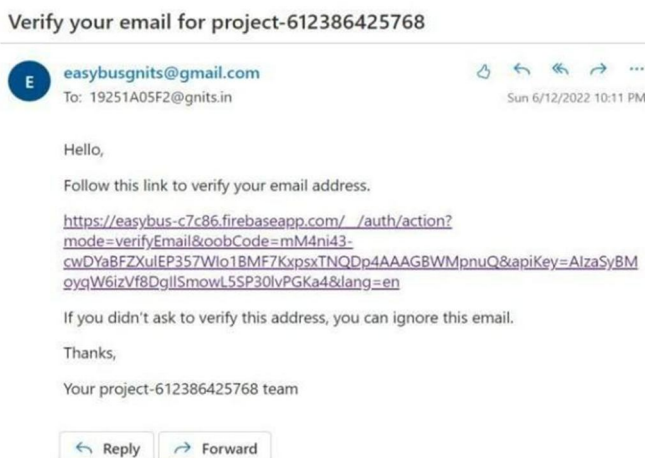 Verify your email for project-612386425768
E
easybusgnits@gmail.com
To: 19251A05F2@gnits.in
Sun 6/12/2022 10:11 PM
Hello,
Follow this link to verify your email address.
https://easybus-c7c86.firebaseapp.com/__/auth/action?
mode=verifyEmail&oobCode=mM4ni43-
cwDYaBFZXulEP357WIo1BMF7KxpsxTNQDp4AAAGBWMpnuQ&apiKey=AIzaSyBM
oyqW6izVf8DgIlSmowL5SP30lvPGKa4&lang=en
If you didn't ask to verify this address, you can ignore this email.
Thanks,
Your project-612386425768 team
Reply Forward